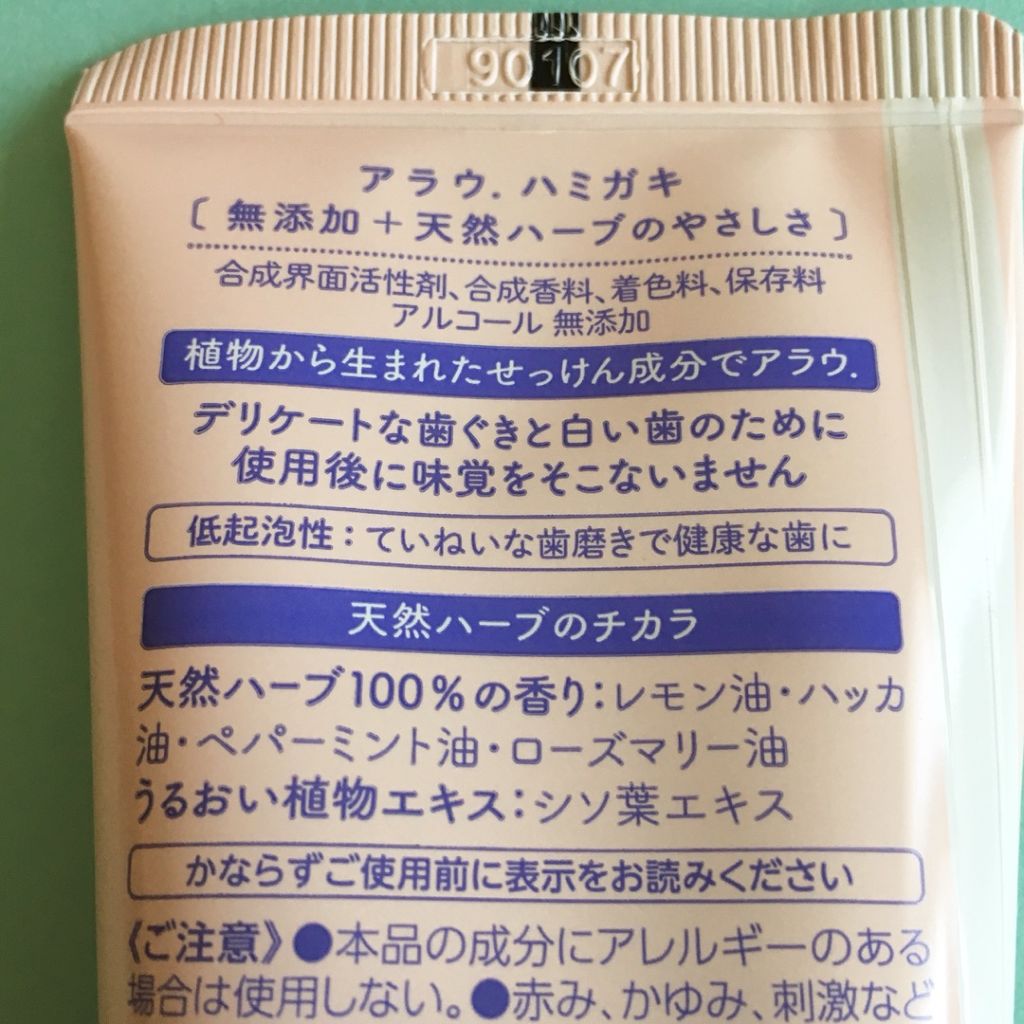 90107
アラウ. ハミガキ
〔 無添加＋天然ハーブのやさしさ 〕
合成界面活性剤、合成香料、着色料、保存料
アルコール 無添加
植物から生まれたせっけん成分でアラウ.
デリケートな歯ぐきと白い歯のために
使用後に味覚をそこないません
低起泡性：ていねいな歯磨きで健康な歯に
天然ハーブのチカラ
天然ハーブ100％の香り：レモン油・ハッカ
油・ペパーミント油・ローズマリー油
うるおい植物エキス：シソ葉エキス
かならずご使用前に表示をお読みください
《ご注意》●本品の成分にアレルギーのある
場合は使用しない。●赤み、かゆみ、刺激など